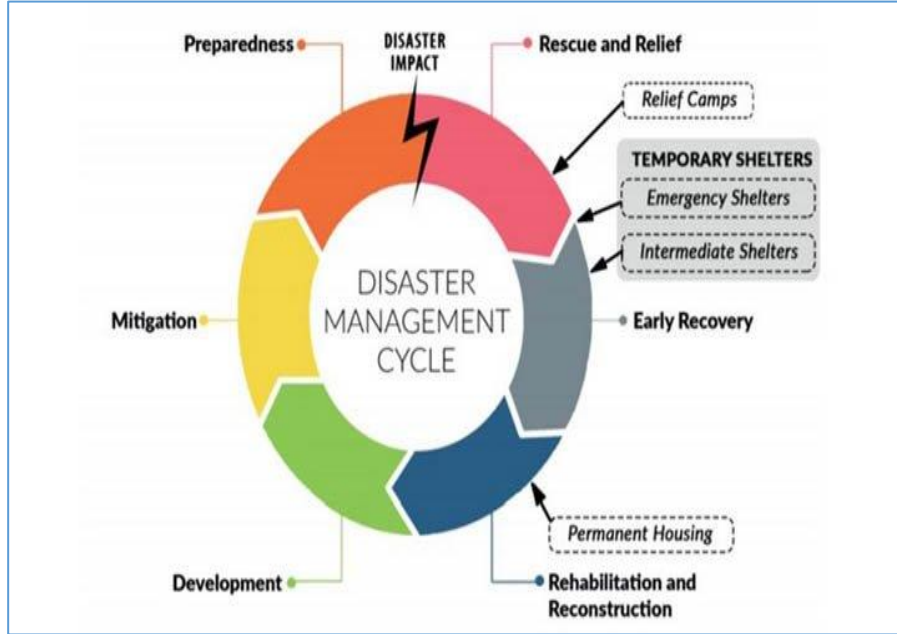 Preparedness
DISASTER
IMPACT
Rescue and Relief
Relief Camps
TEMPORARY SHELTERS
Emergency Shelters
Intermediate Shelters
DISASTER
MANAGEMENT
CYCLE
Mitigation
Early Recovery
Permanent Housing
Development
Rehabilitation and
Reconstruction